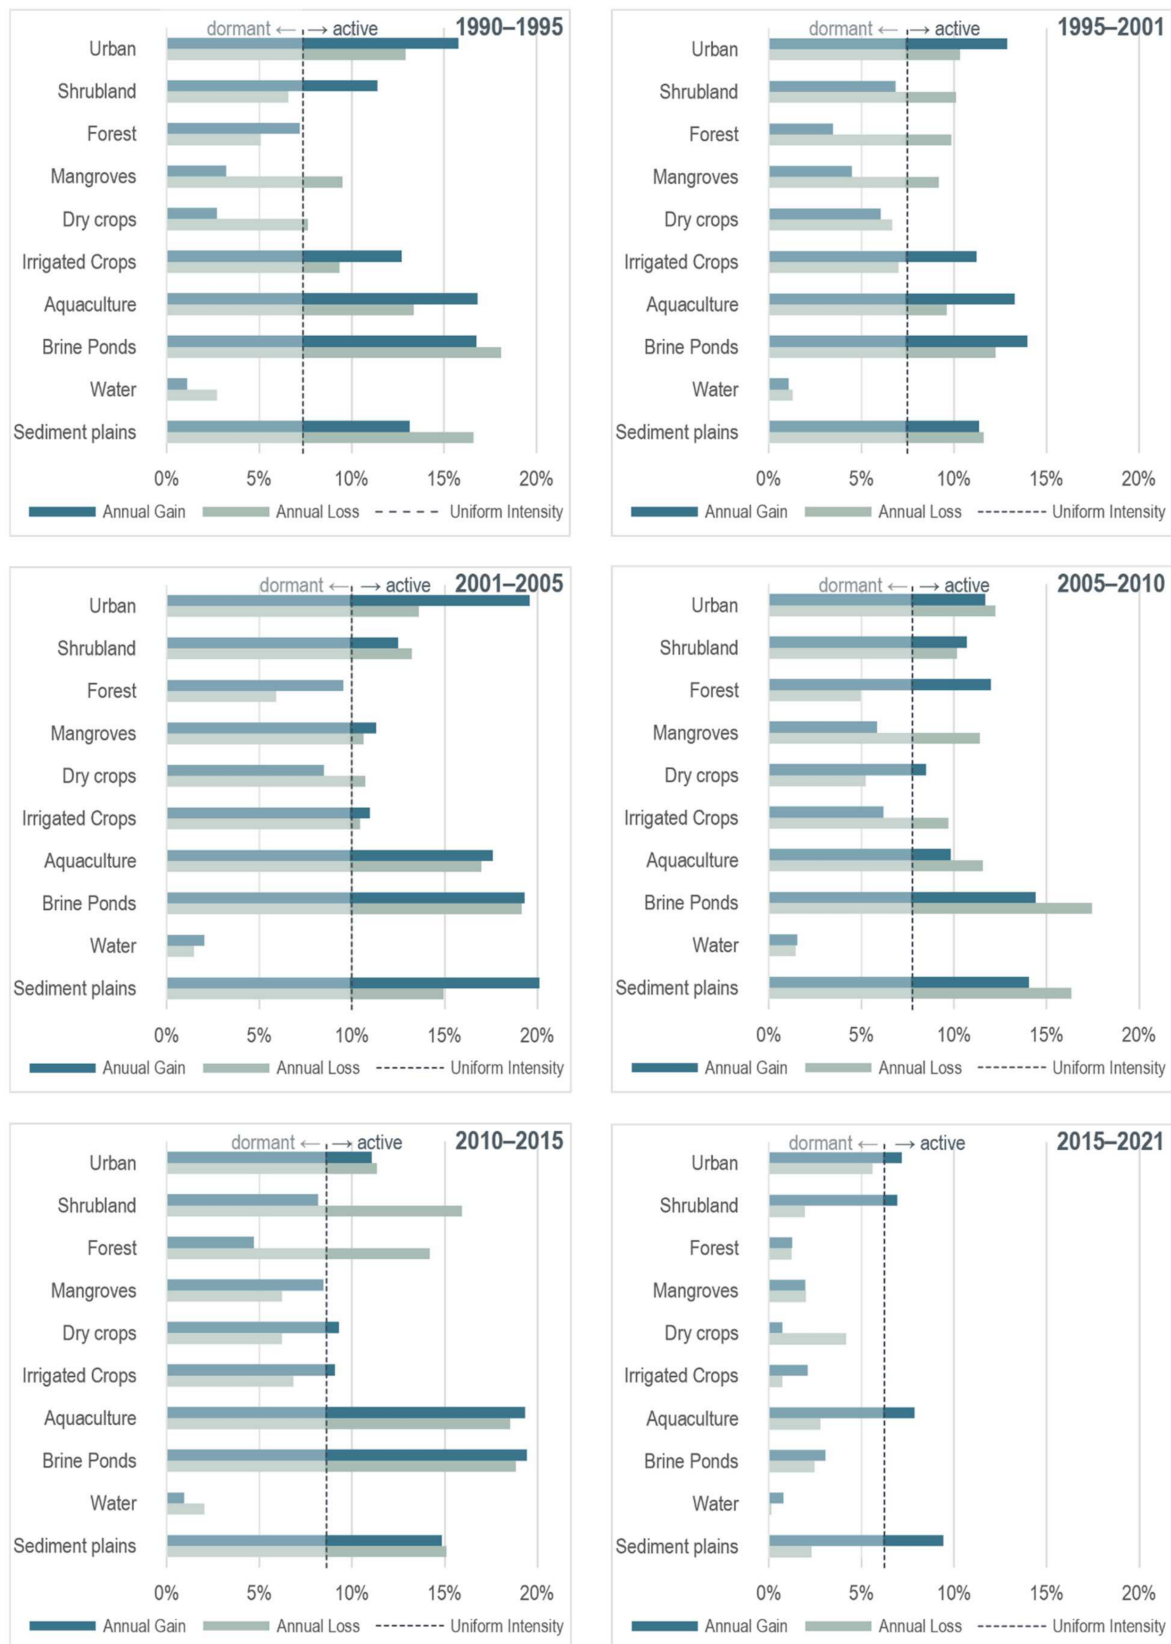 dormant ← → active 1990–1995
Urban
Shrubland
Forest
Mangroves
Dry crops
Irrigated Crops
Aquaculture
Brine Ponds
Water
Sediment plains
0% 5% 10% 15% 20%
Annual Gain Annual Loss Uniform Intensity
dormant ← → active 1995–2001
Urban
Shrubland
Forest
Mangroves
Dry crops
Irrigated Crops
Aquaculture
Brine Ponds
Water
Sediment plains
0% 5% 10% 15% 20%
Annual Gain Annual Loss Uniform Intensity
dormant ← → active 2001–2005
Urban
Shrubland
Forest
Mangroves
Dry crops
Irrigated Crops
Aquaculture
Brine Ponds
Water
Sediment plains
0% 5% 10% 15% 20%
Anuual Gain Annual Loss Uniform Intensity
dormant ← → active 2005–2010
Urban
Shrubland
Forest
Mangroves
Dry crops
Irrigated Crops
Aquaculture
Brine Ponds
Water
Sediment plains
0% 5% 10% 15% 20%
Annual Gain Annual Loss Uniform Intensity
dormant ← → active 2010–2015
Urban
Shrubland
Forest
Mangroves
Dry crops
Irrigated Crops
Aquaculture
Brine Ponds
Water
Sediment plains
0% 5% 10% 15% 20%
Annual Gain Annual Loss Uniform Intensity
dormant ← → active 2015–2021
Urban
Shrubland
Forest
Mangroves
Dry crops
Irrigated Crops
Aquaculture
Brine Ponds
Water
Sediment plains
0% 5% 10% 15% 20%
Annual Gain Annual Loss Uniform Intensity